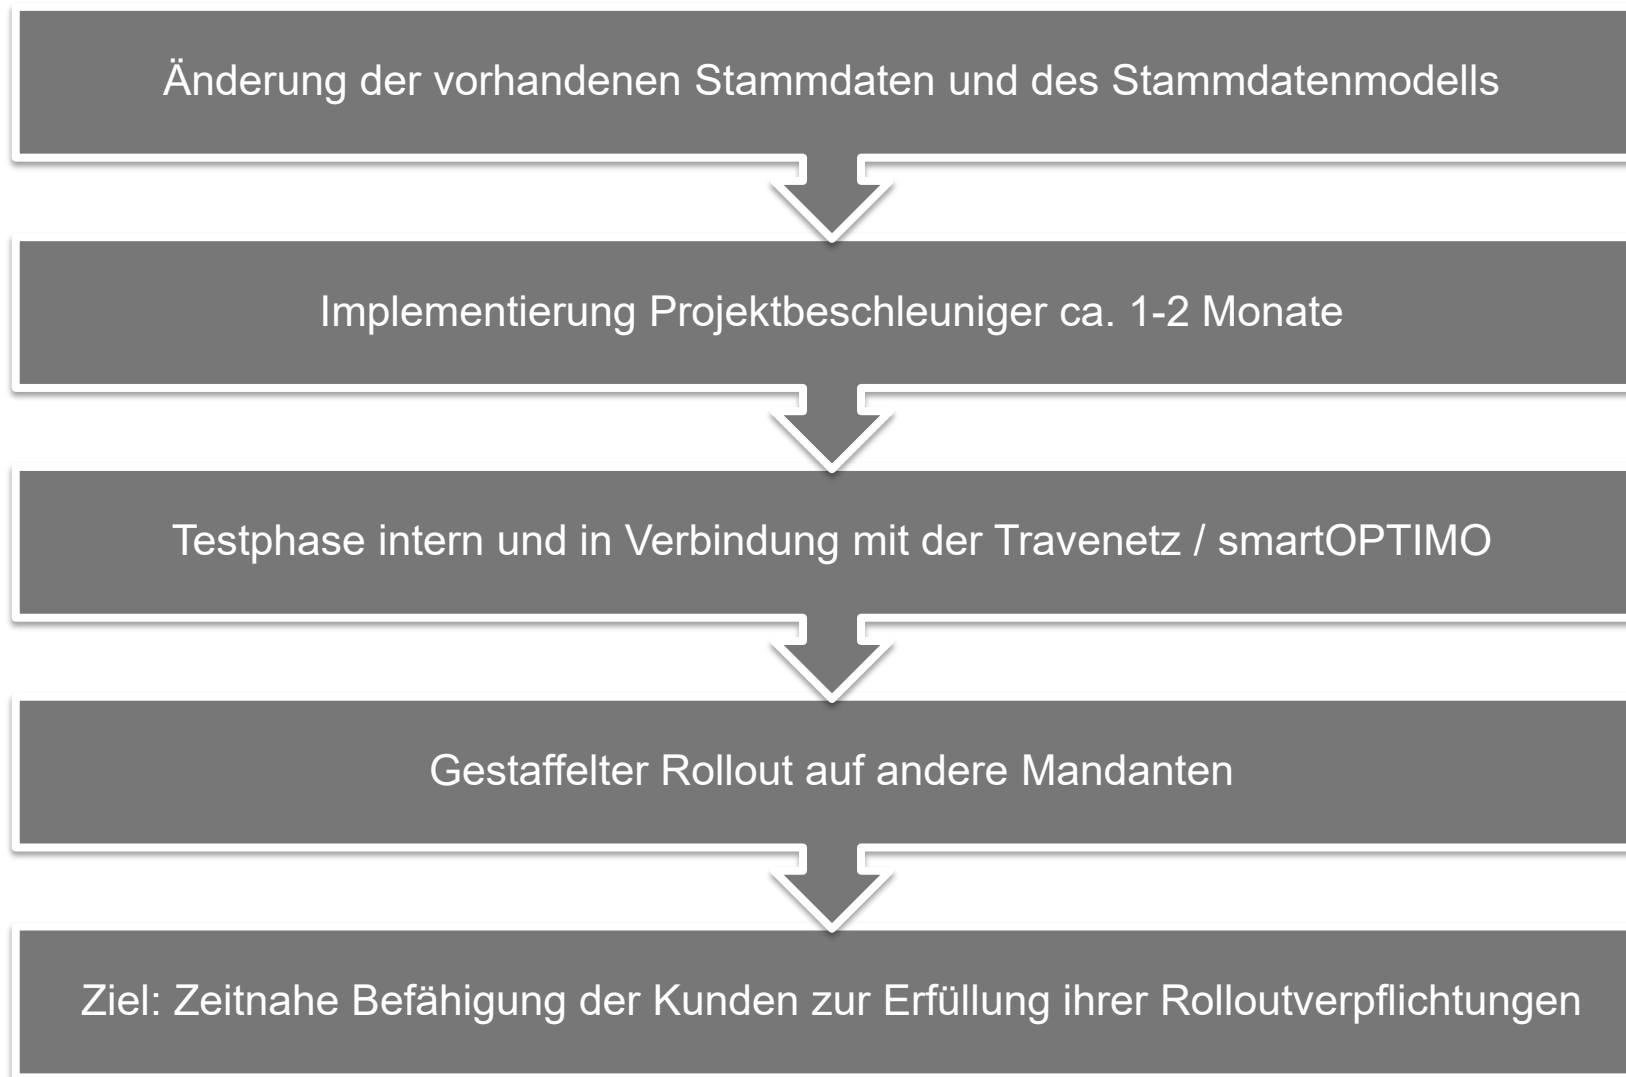 Änderung der vorhandenen Stammdaten und des Stammdatenmodells
Implementierung Projektbeschleuniger ca. 1-2 Monate
Testphase intern und in Verbindung mit der Travenetz / smartOPTIMO
Gestaffelter Rollout auf andere Mandanten
Ziel: Zeitnahe Befähigung der Kunden zur Erfüllung ihrer Rolloutverpflichtungen